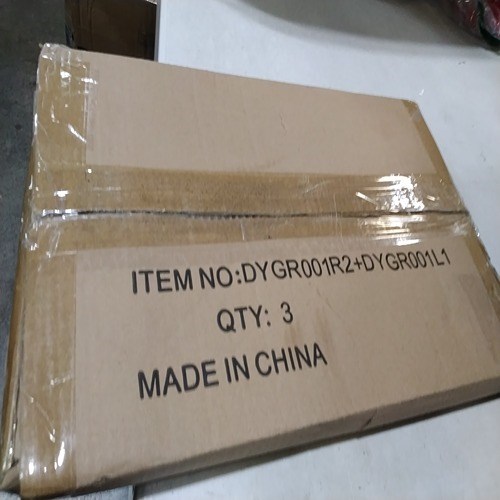 ITEM NO:DYGR001R2+DYGR001L1
QTY: 3
MADE IN CHINA